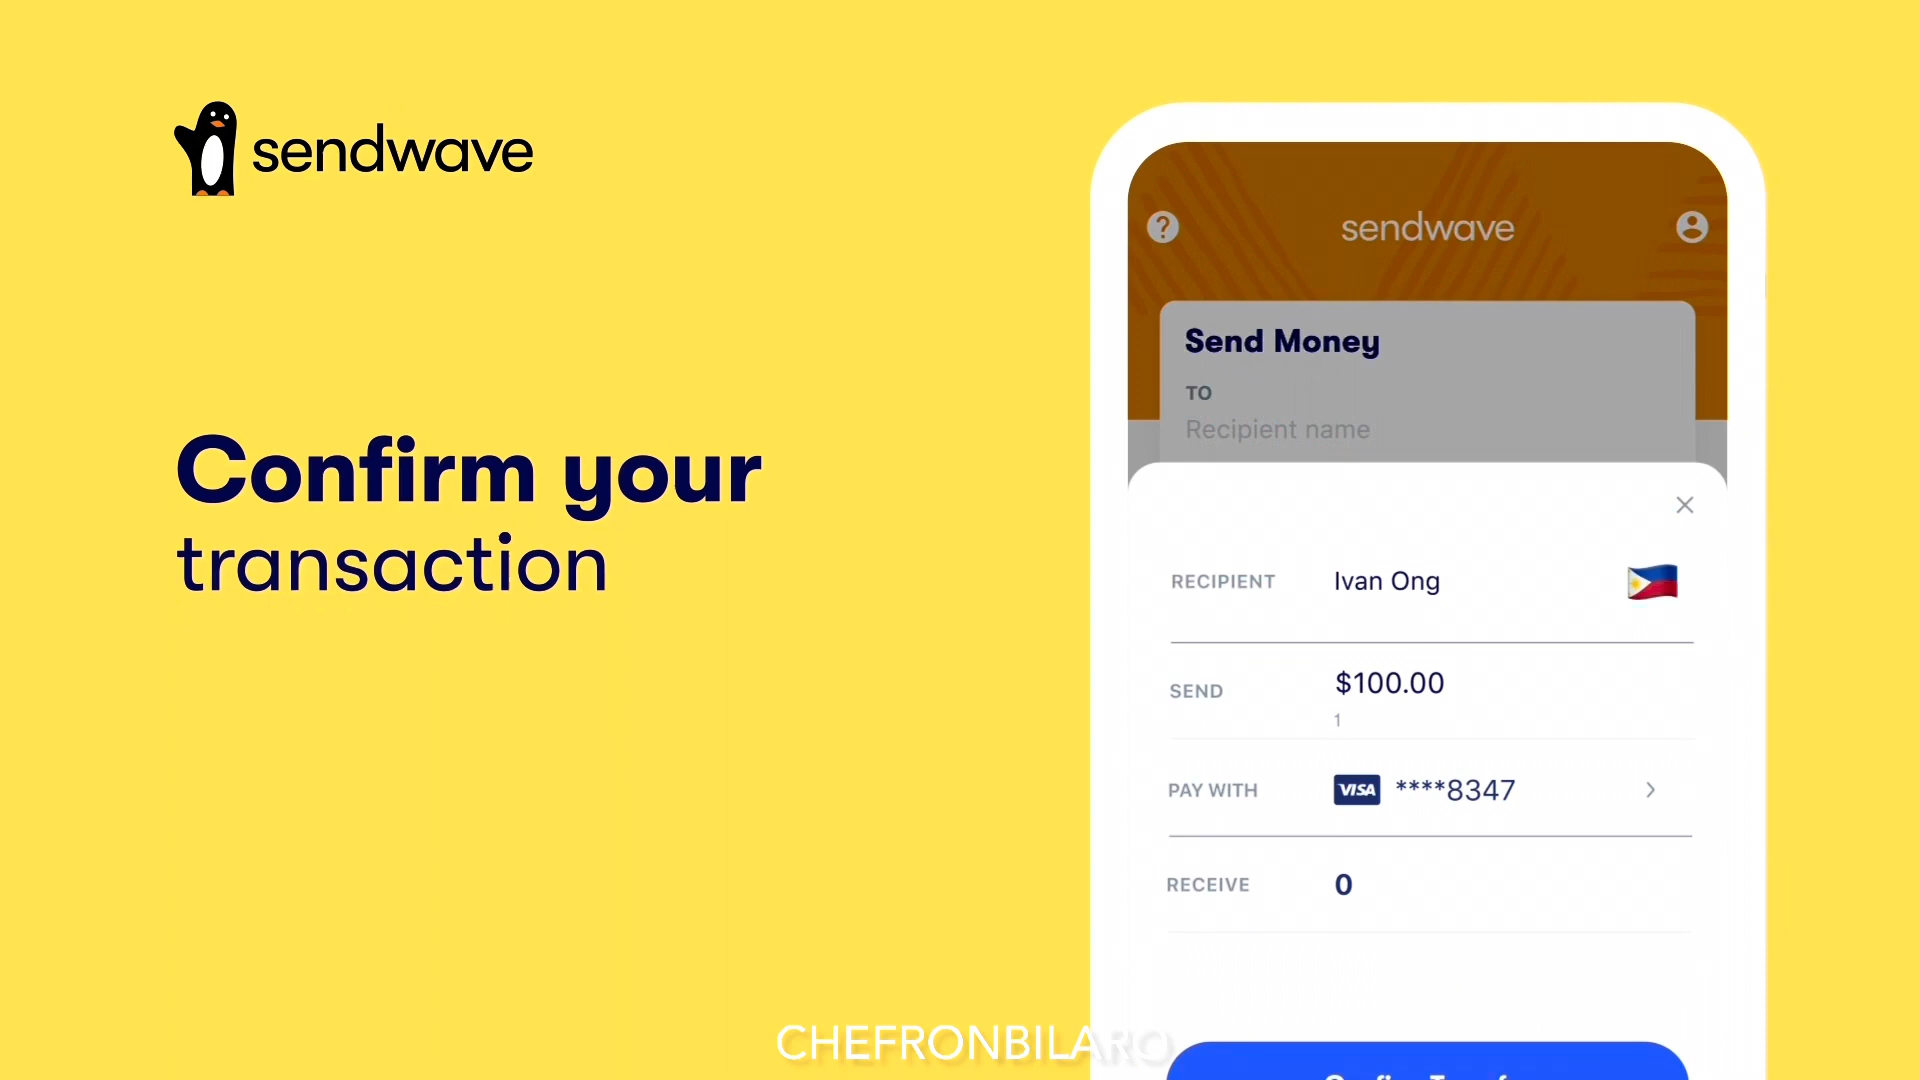 sendwave
Confirm your
transaction
sendwave
Send Money
TO
Recipient name
RECIPIENT Ivan Ong
SEND $100.00
1
PAY WITH VISA ****8347
RECEIVE 0
CHEFRONBILARO